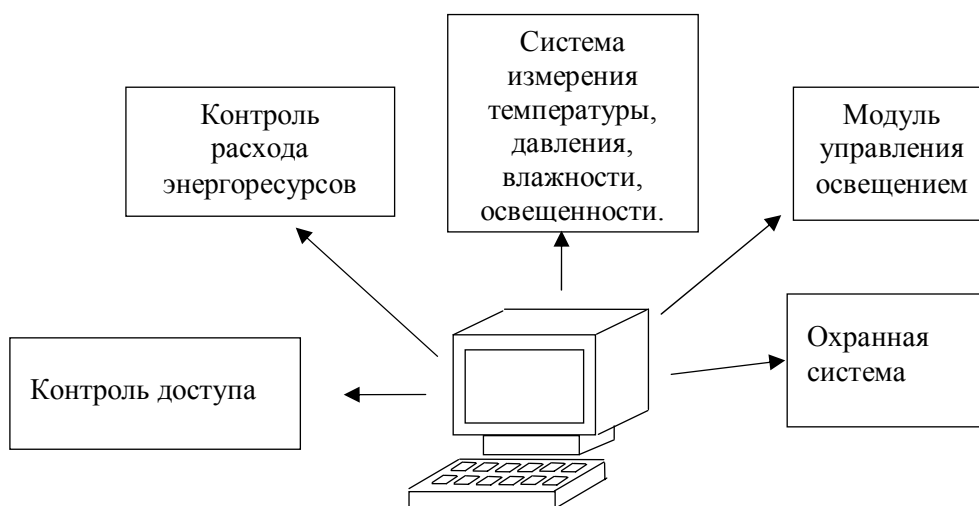 Система
измерения
температуры,
давления,
влажности,
освещенности.
Контроль
расхода
энергоресурсов
Модуль
управления
освещением
Контроль доступа
Охранная
система